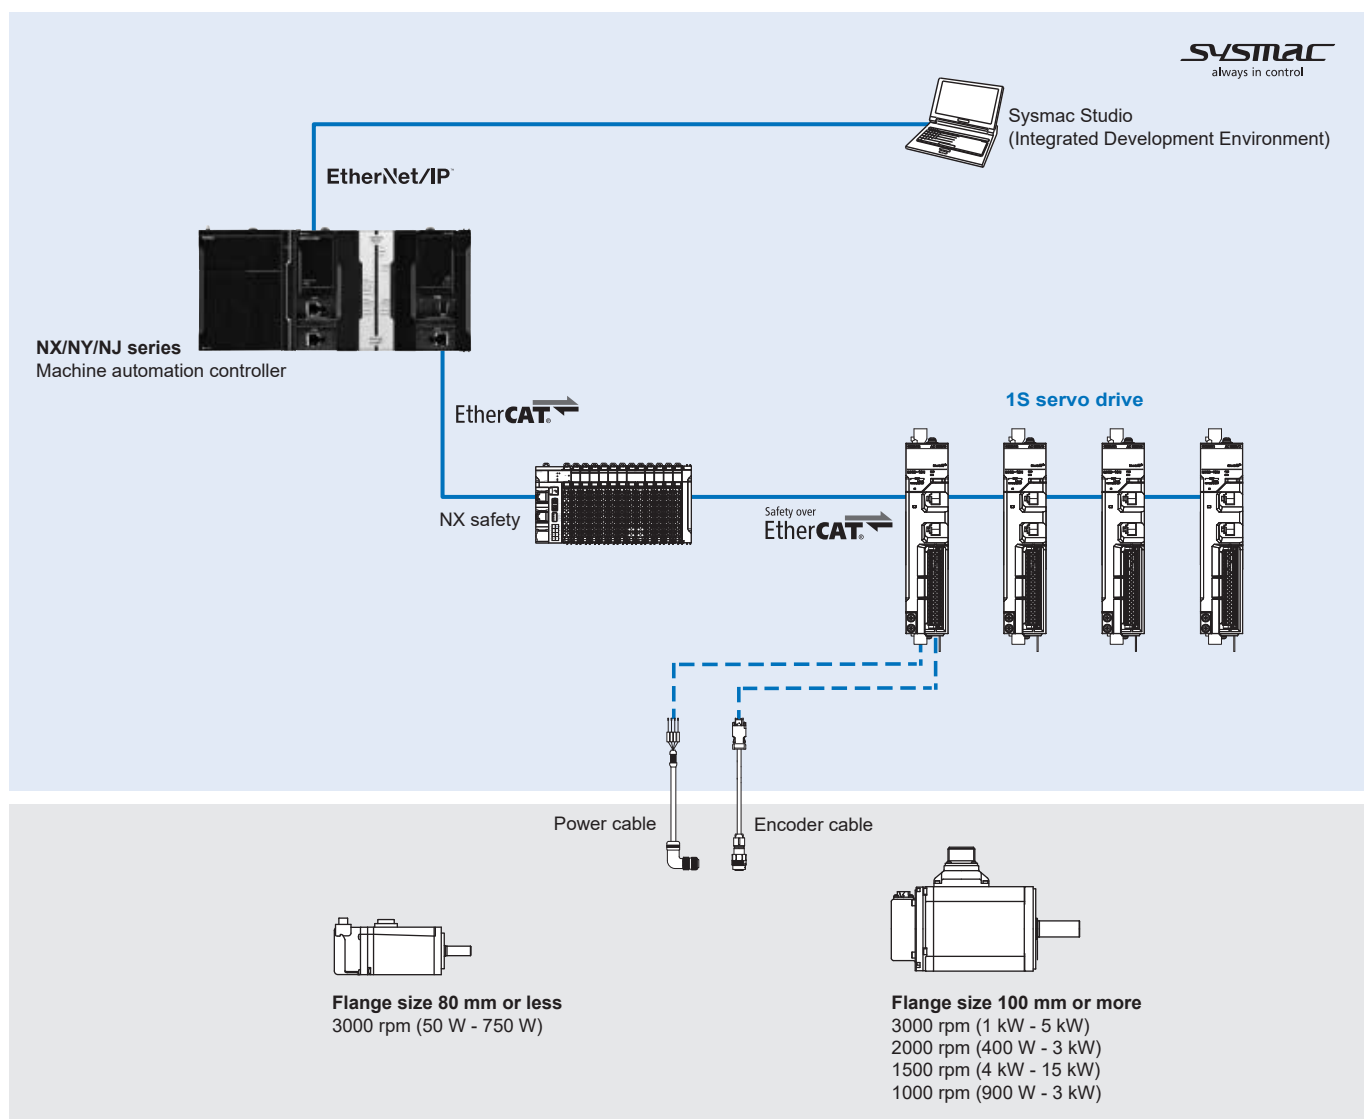 sysmac
always in control
Sysmac Studio
(Integrated Development Environment)
EtherNet/IP™
NX/NY/NJ series
Machine automation controller
EtherCAT®
1S servo drive
NX safety
Safety over
EtherCAT®
Power cable
Encoder cable
Flange size 80 mm or less
3000 rpm (50 W - 750 W)
Flange size 100 mm or more
3000 rpm (1 kW - 5 kW)
2000 rpm (400 W - 3 kW)
1500 rpm (4 kW - 15 kW)
1000 rpm (900 W - 3 kW)